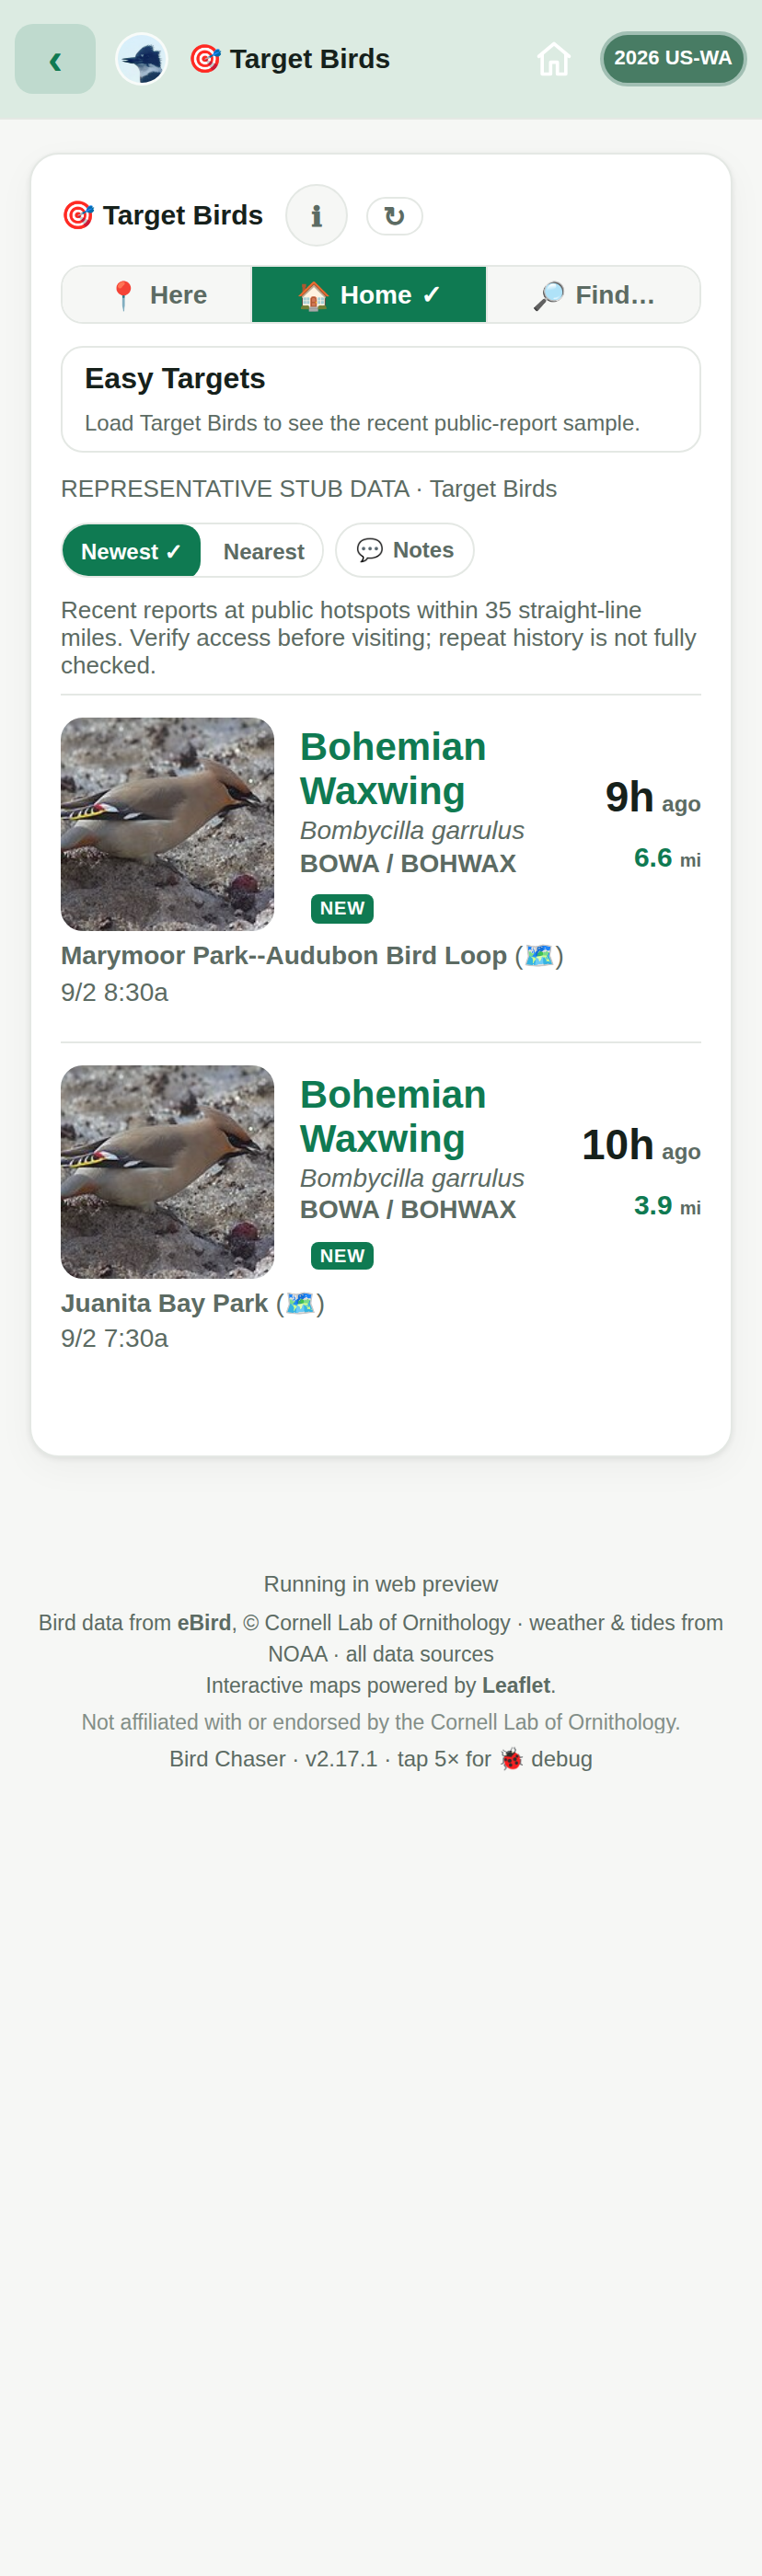 ‹ 🎯 Target Birds 2026 US-WA
🎯 Target Birds ℹ ↻
📍 Here 🏠 Home ✓ 🔎 Find…
Easy Targets
Load Target Birds to see the recent public-report sample.
REPRESENTATIVE STUB DATA · Target Birds
Newest ✓ Nearest 💬 Notes
Recent reports at public hotspots within 35 straight-line
miles. Verify access before visiting; repeat history is not fully
checked.
Bohemian
Waxwing
9h ago
Bombycilla garrulus
BOWA / BOHWAX
6.6 mi
NEW
Marymoor Park--Audubon Bird Loop (🗺️)
9/2 8:30a
Bohemian
Waxwing
10h ago
Bombycilla garrulus
BOWA / BOHWAX
3.9 mi
NEW
Juanita Bay Park (🗺️)
9/2 7:30a
Running in web preview
Bird data from eBird, © Cornell Lab of Ornithology · weather & tides from
NOAA · all data sources
Interactive maps powered by Leaflet.
Not affiliated with or endorsed by the Cornell Lab of Ornithology.
Bird Chaser · v2.17.1 · tap 5× for 🐞 debug